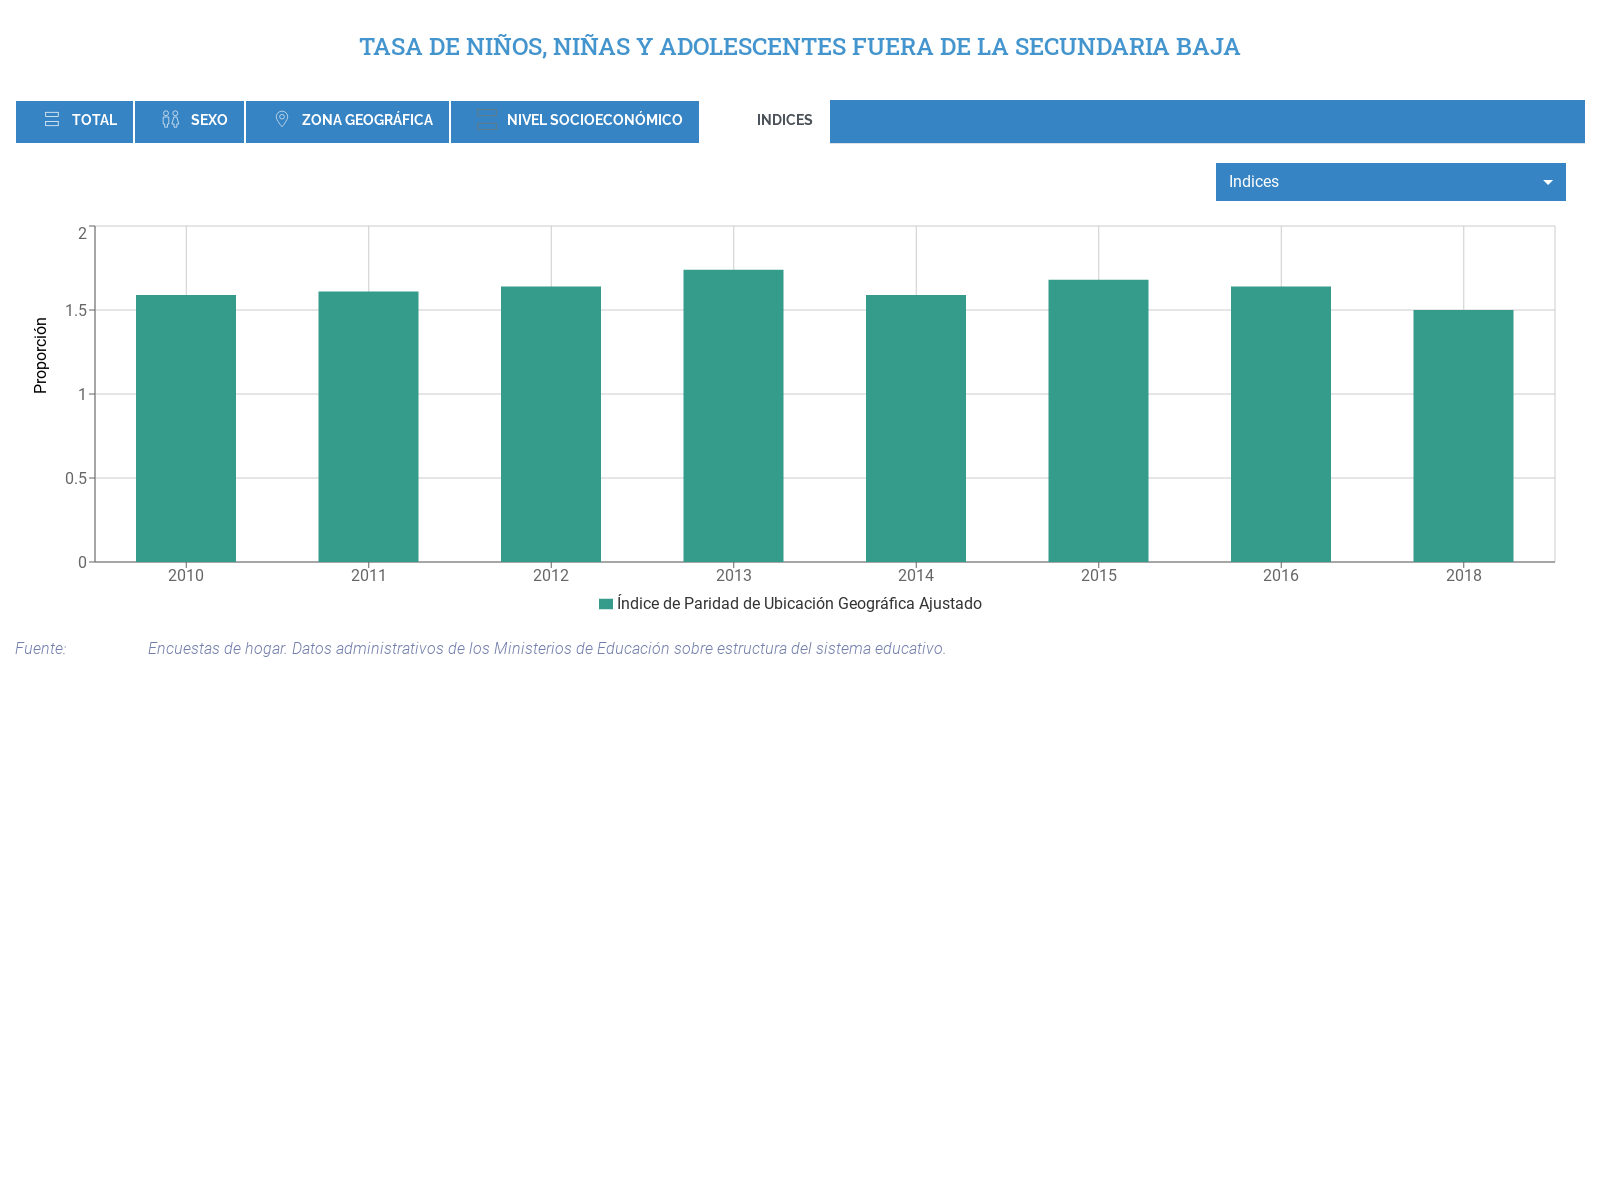 TASA DE NIÑOS, NIÑAS Y ADOLESCENTES FUERA DE LA SECUNDARIA BAJA
TOTAL SEXO ZONA GEOGRÁFICA NIVEL SOCIOECONÓMICO INDICES
Indices
2
1.5
1
0.5
0
Proporción
2010 2011 2012 2013 2014 2015 2016 2018
Índice de Paridad de Ubicación Geográfica Ajustado
Fuente: Encuestas de hogar. Datos administrativos de los Ministerios de Educación sobre estructura del sistema educativo.